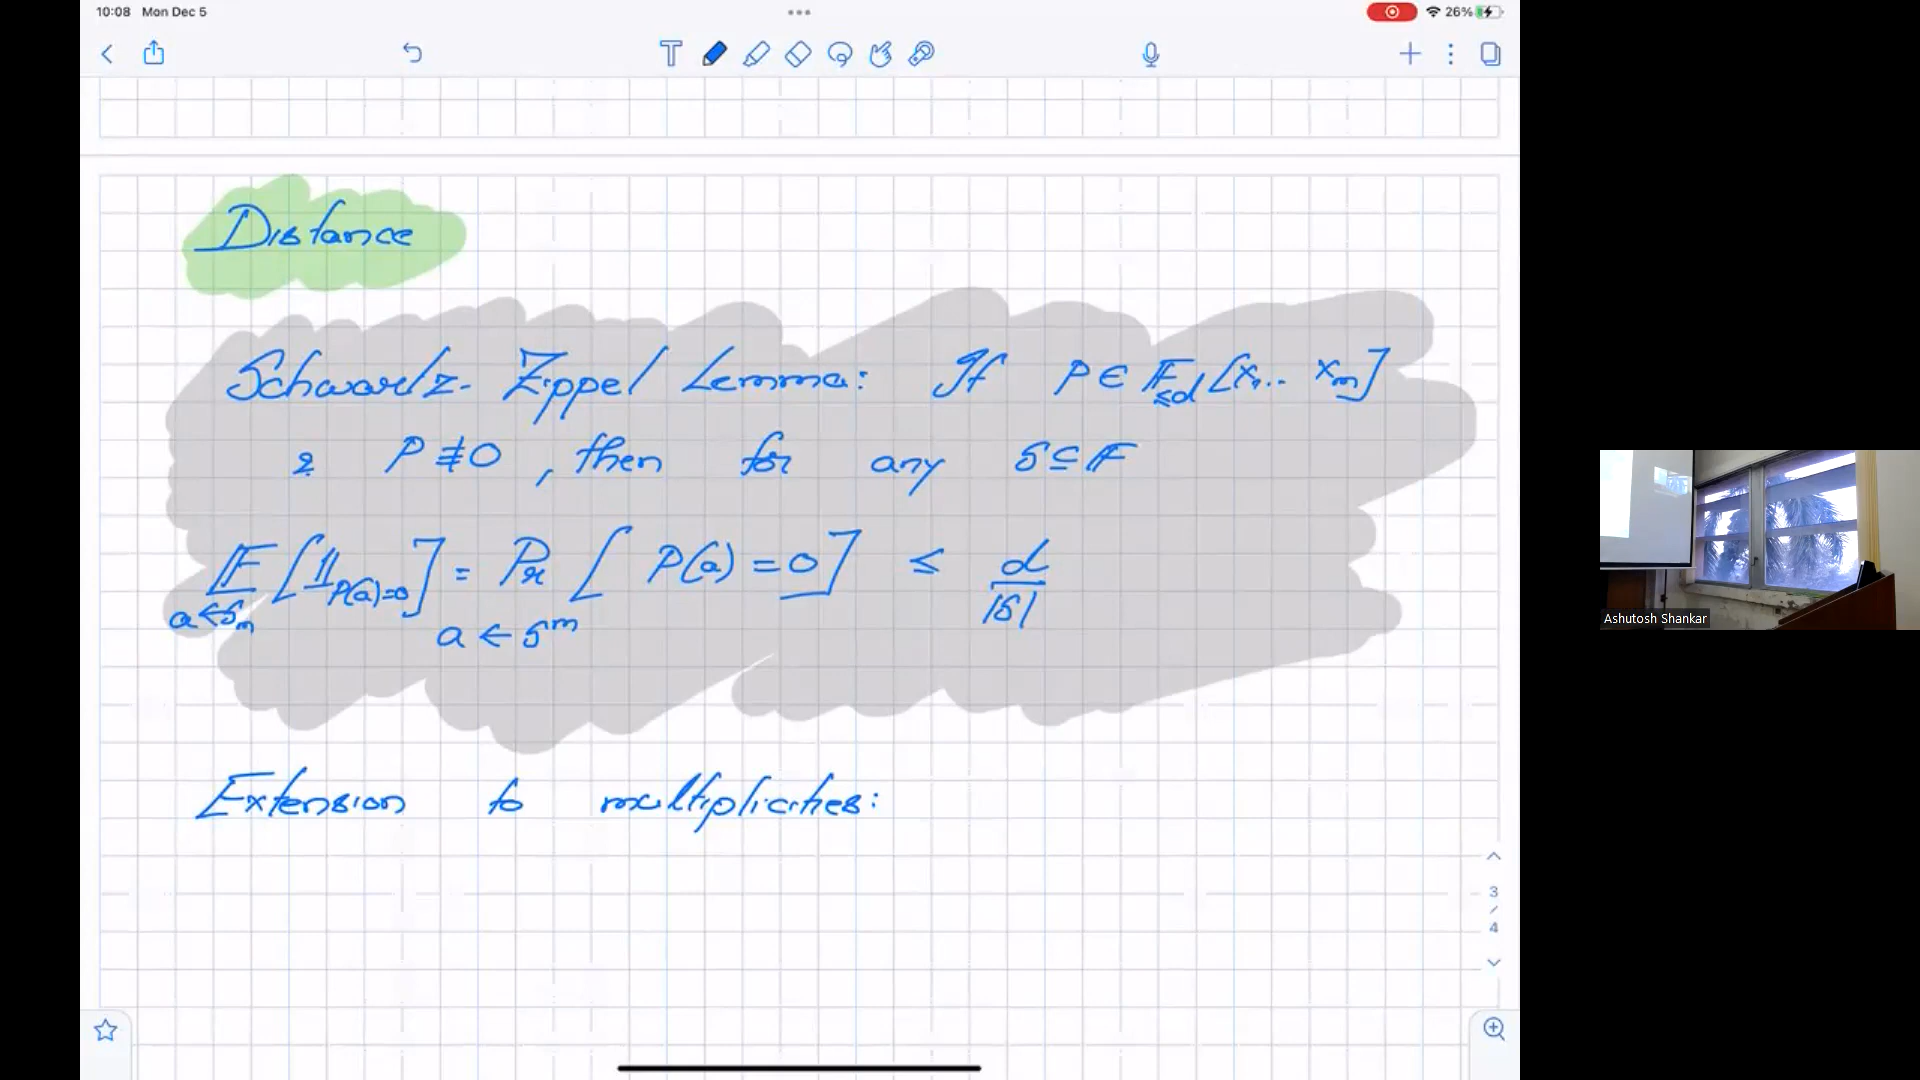 10:08 Mon Dec 5
26%
Distance
Schwartz-Zippel Lemma: If P ∈ 𝔽≤d[x₁.. xₘ]
& P ≢ 0, then for any S ⊆ 𝔽
𝔼 [𝟙P(a)=0] = Pr [ P(a) = 0 ] ≤ d/|S|
a ← Sm a ← Sᵐ
Extension to multiplicities:
3
/
4
Ashutosh Shankar